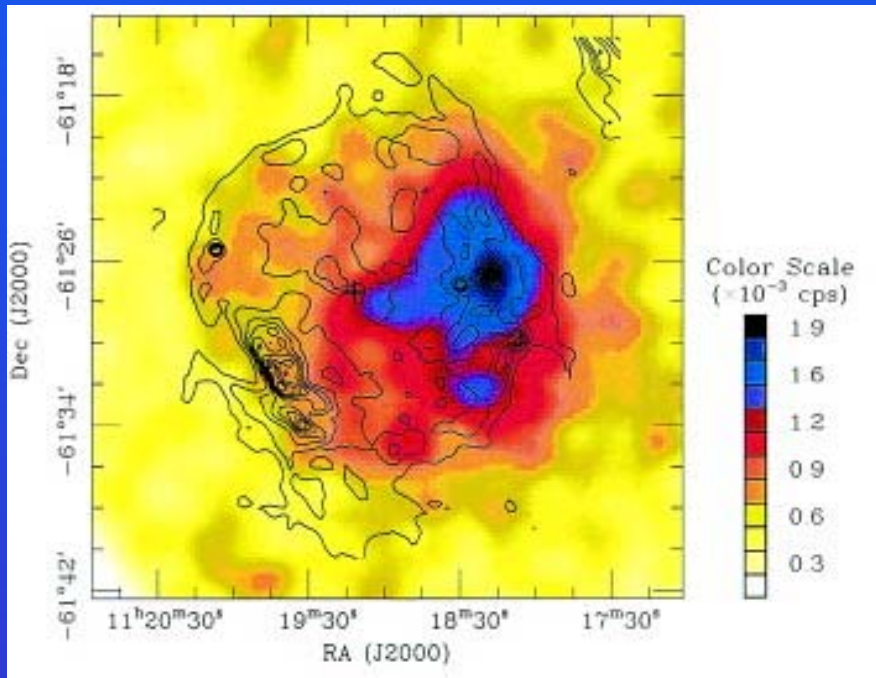 -61°18'
-61°26'
-61°34'
-61°42'
Dec (J2000)
11ʰ20ᵐ30ˢ 19ᵐ30ˢ 18ᵐ30ˢ 17ᵐ30ˢ
RA (J2000)
Color Scale
(×10⁻³ cps)
1.9
1.6
1.2
0.9
0.6
0.3